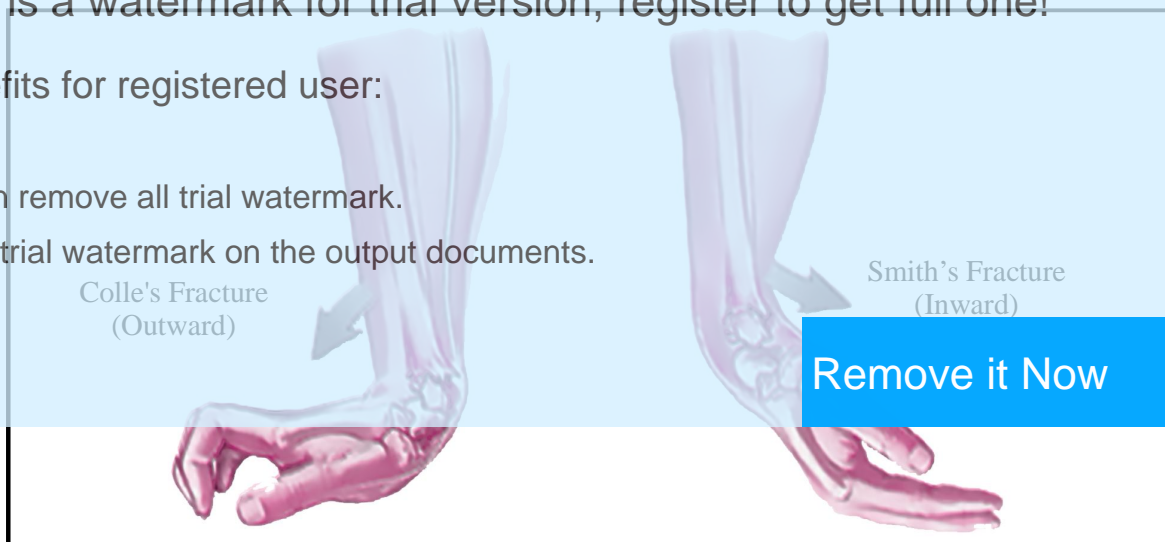 is a watermark for trial version, register to get full one!
fits for registered user:
n remove all trial watermark.
trial watermark on the output documents.
Colle's Fracture
(Outward)
Smith’s Fracture
(Inward)
Remove it Now